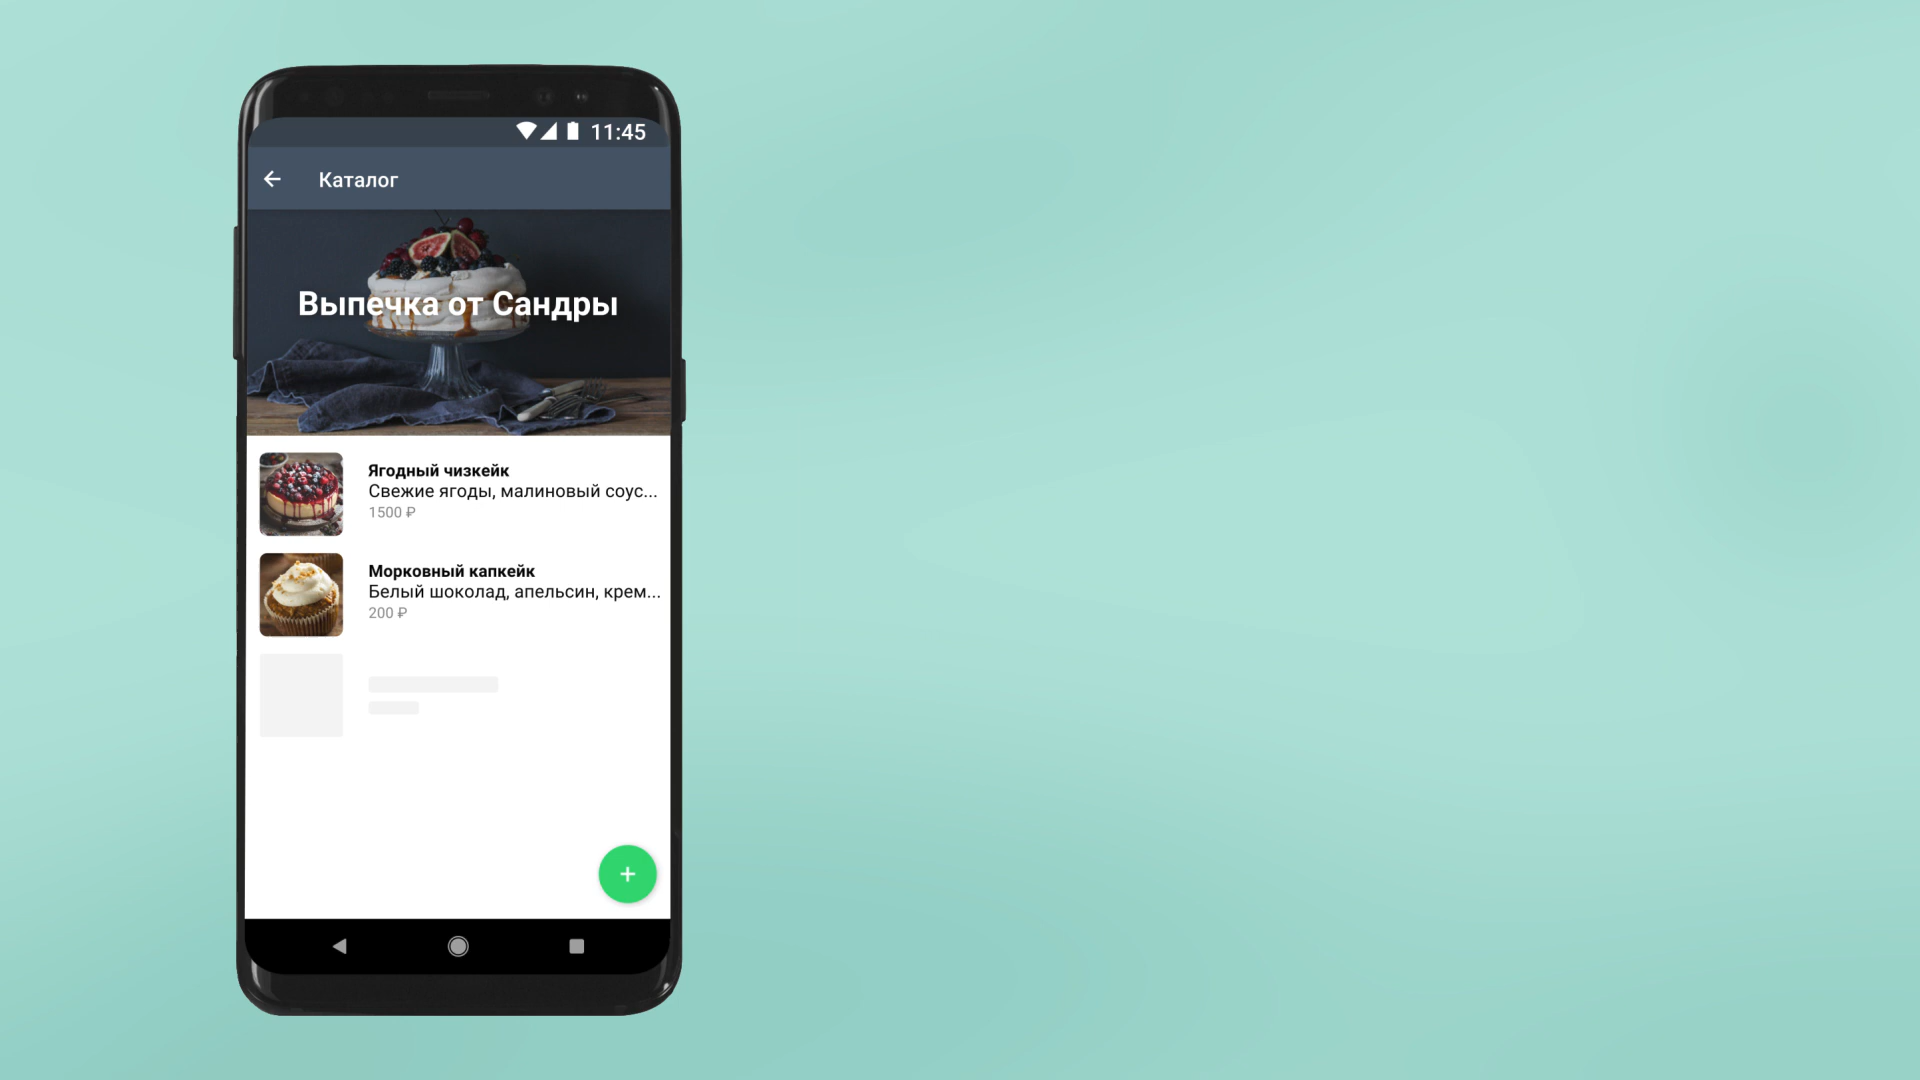 11:45
Каталог
Выпечка от Сандры
Ягодный чизкейк
Свежие ягоды, малиновый соус...
1500 ₽
Морковный капкейк
Белый шоколад, апельсин, крем...
200 ₽